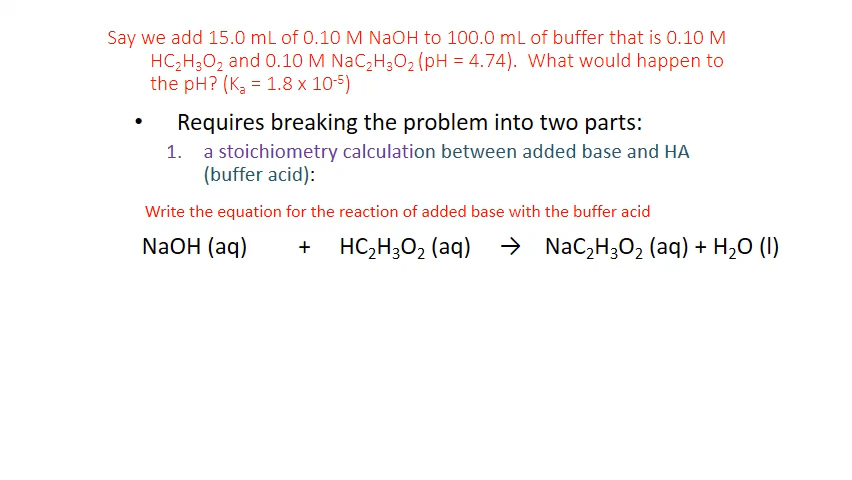 Say we add 15.0 mL of 0.10 M NaOH to 100.0 mL of buffer that is 0.10 M
HC₂H₃O₂ and 0.10 M NaC₂H₃O₂ (pH = 4.74). What would happen to
the pH? (Kₐ = 1.8 x 10⁻⁵)
• Requires breaking the problem into two parts:
1. a stoichiometry calculation between added base and HA
(buffer acid):
Write the equation for the reaction of added base with the buffer acid
NaOH (aq) + HC₂H₃O₂ (aq) → NaC₂H₃O₂ (aq) + H₂O (l)